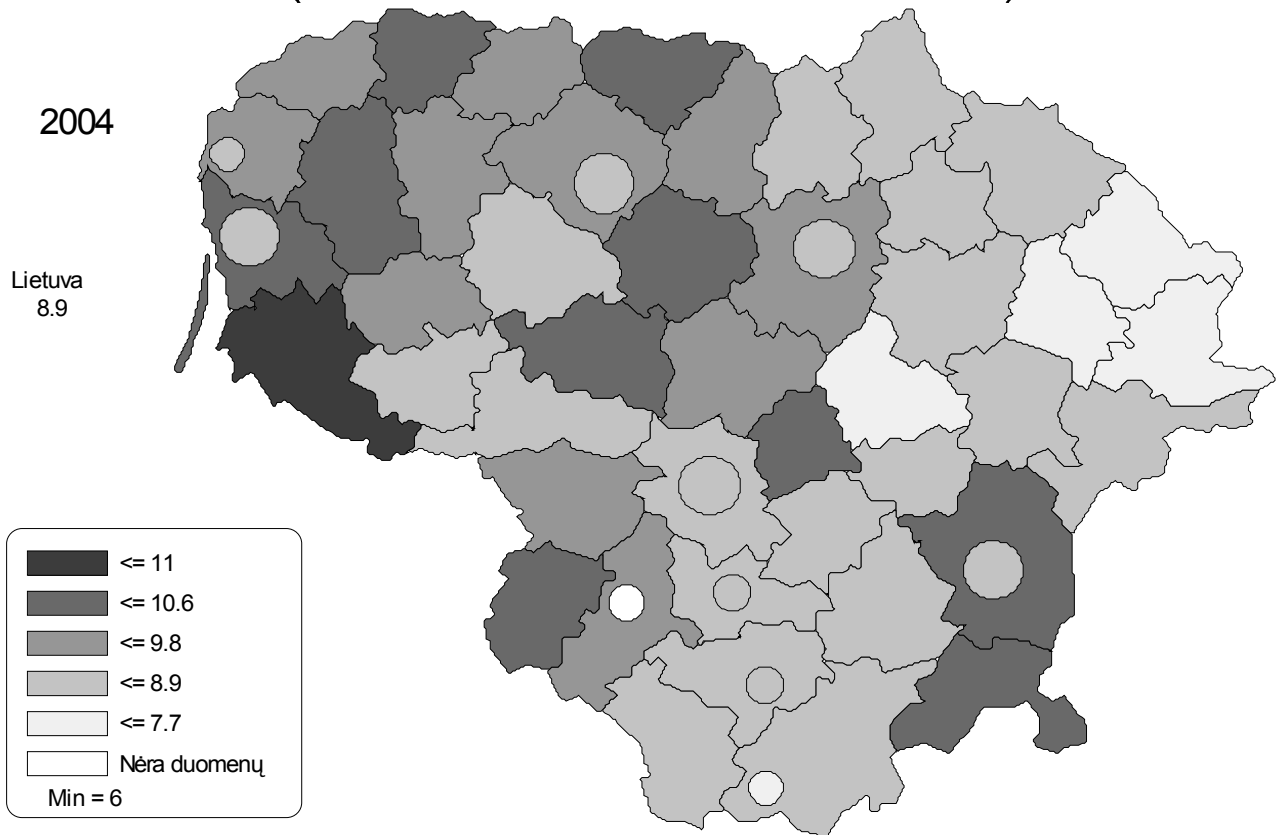 2004
Lietuva
8.9
<= 11
<= 10.6
<= 9.8
<= 8.9
<= 7.7
Nėra duomenų
Min = 6